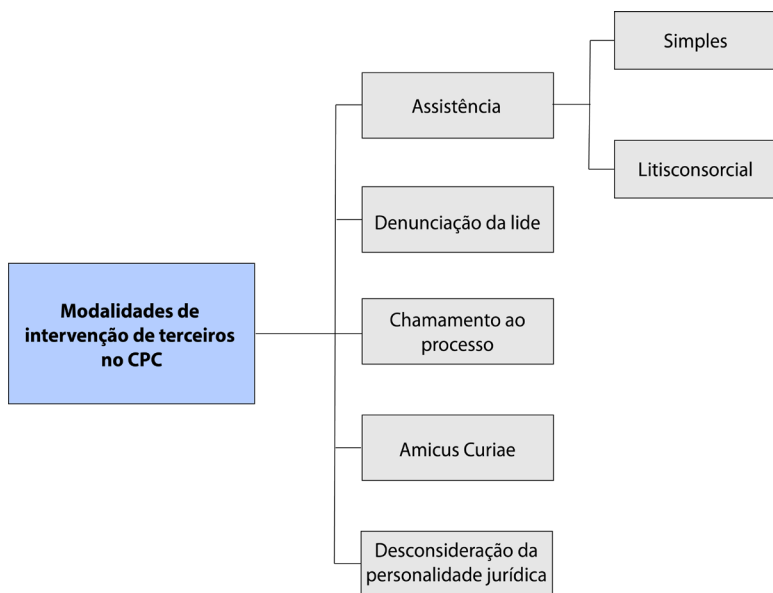 Modalidades de
intervenção de terceiros
no CPC
Assistência
Simples
Litisconsorcial
Denunciação da lide
Chamamento ao
processo
Amicus Curiae
Desconsideração da
personalidade jurídica